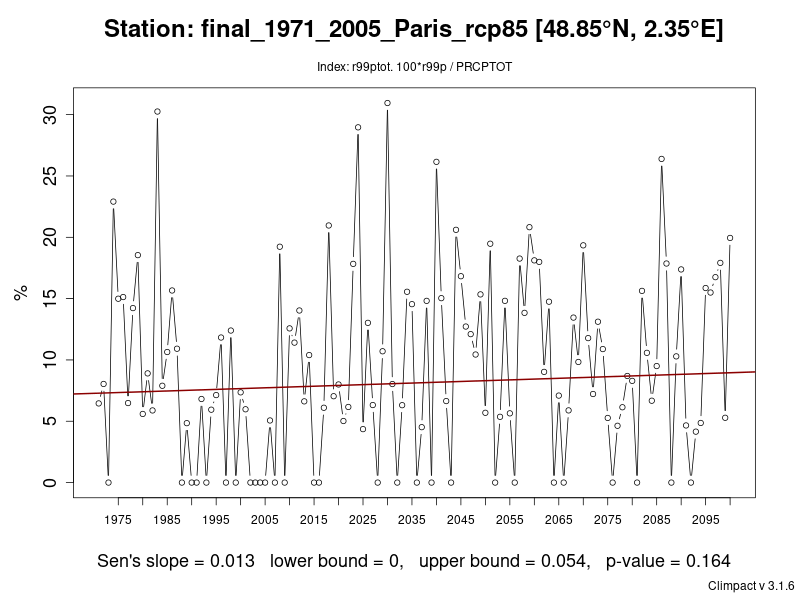 Station: final_1971_2005_Paris_rcp85 [48.85°N, 2.35°E]
Index: r99ptot. 100*r99p / PRCPTOT
%
30
25
20
15
10
5
0
1975 1985 1995 2005 2015 2025 2035 2045 2055 2065 2075 2085 2095
Sen's slope = 0.013 lower bound = 0, upper bound = 0.054, p-value = 0.164
Climpact v 3.1.6